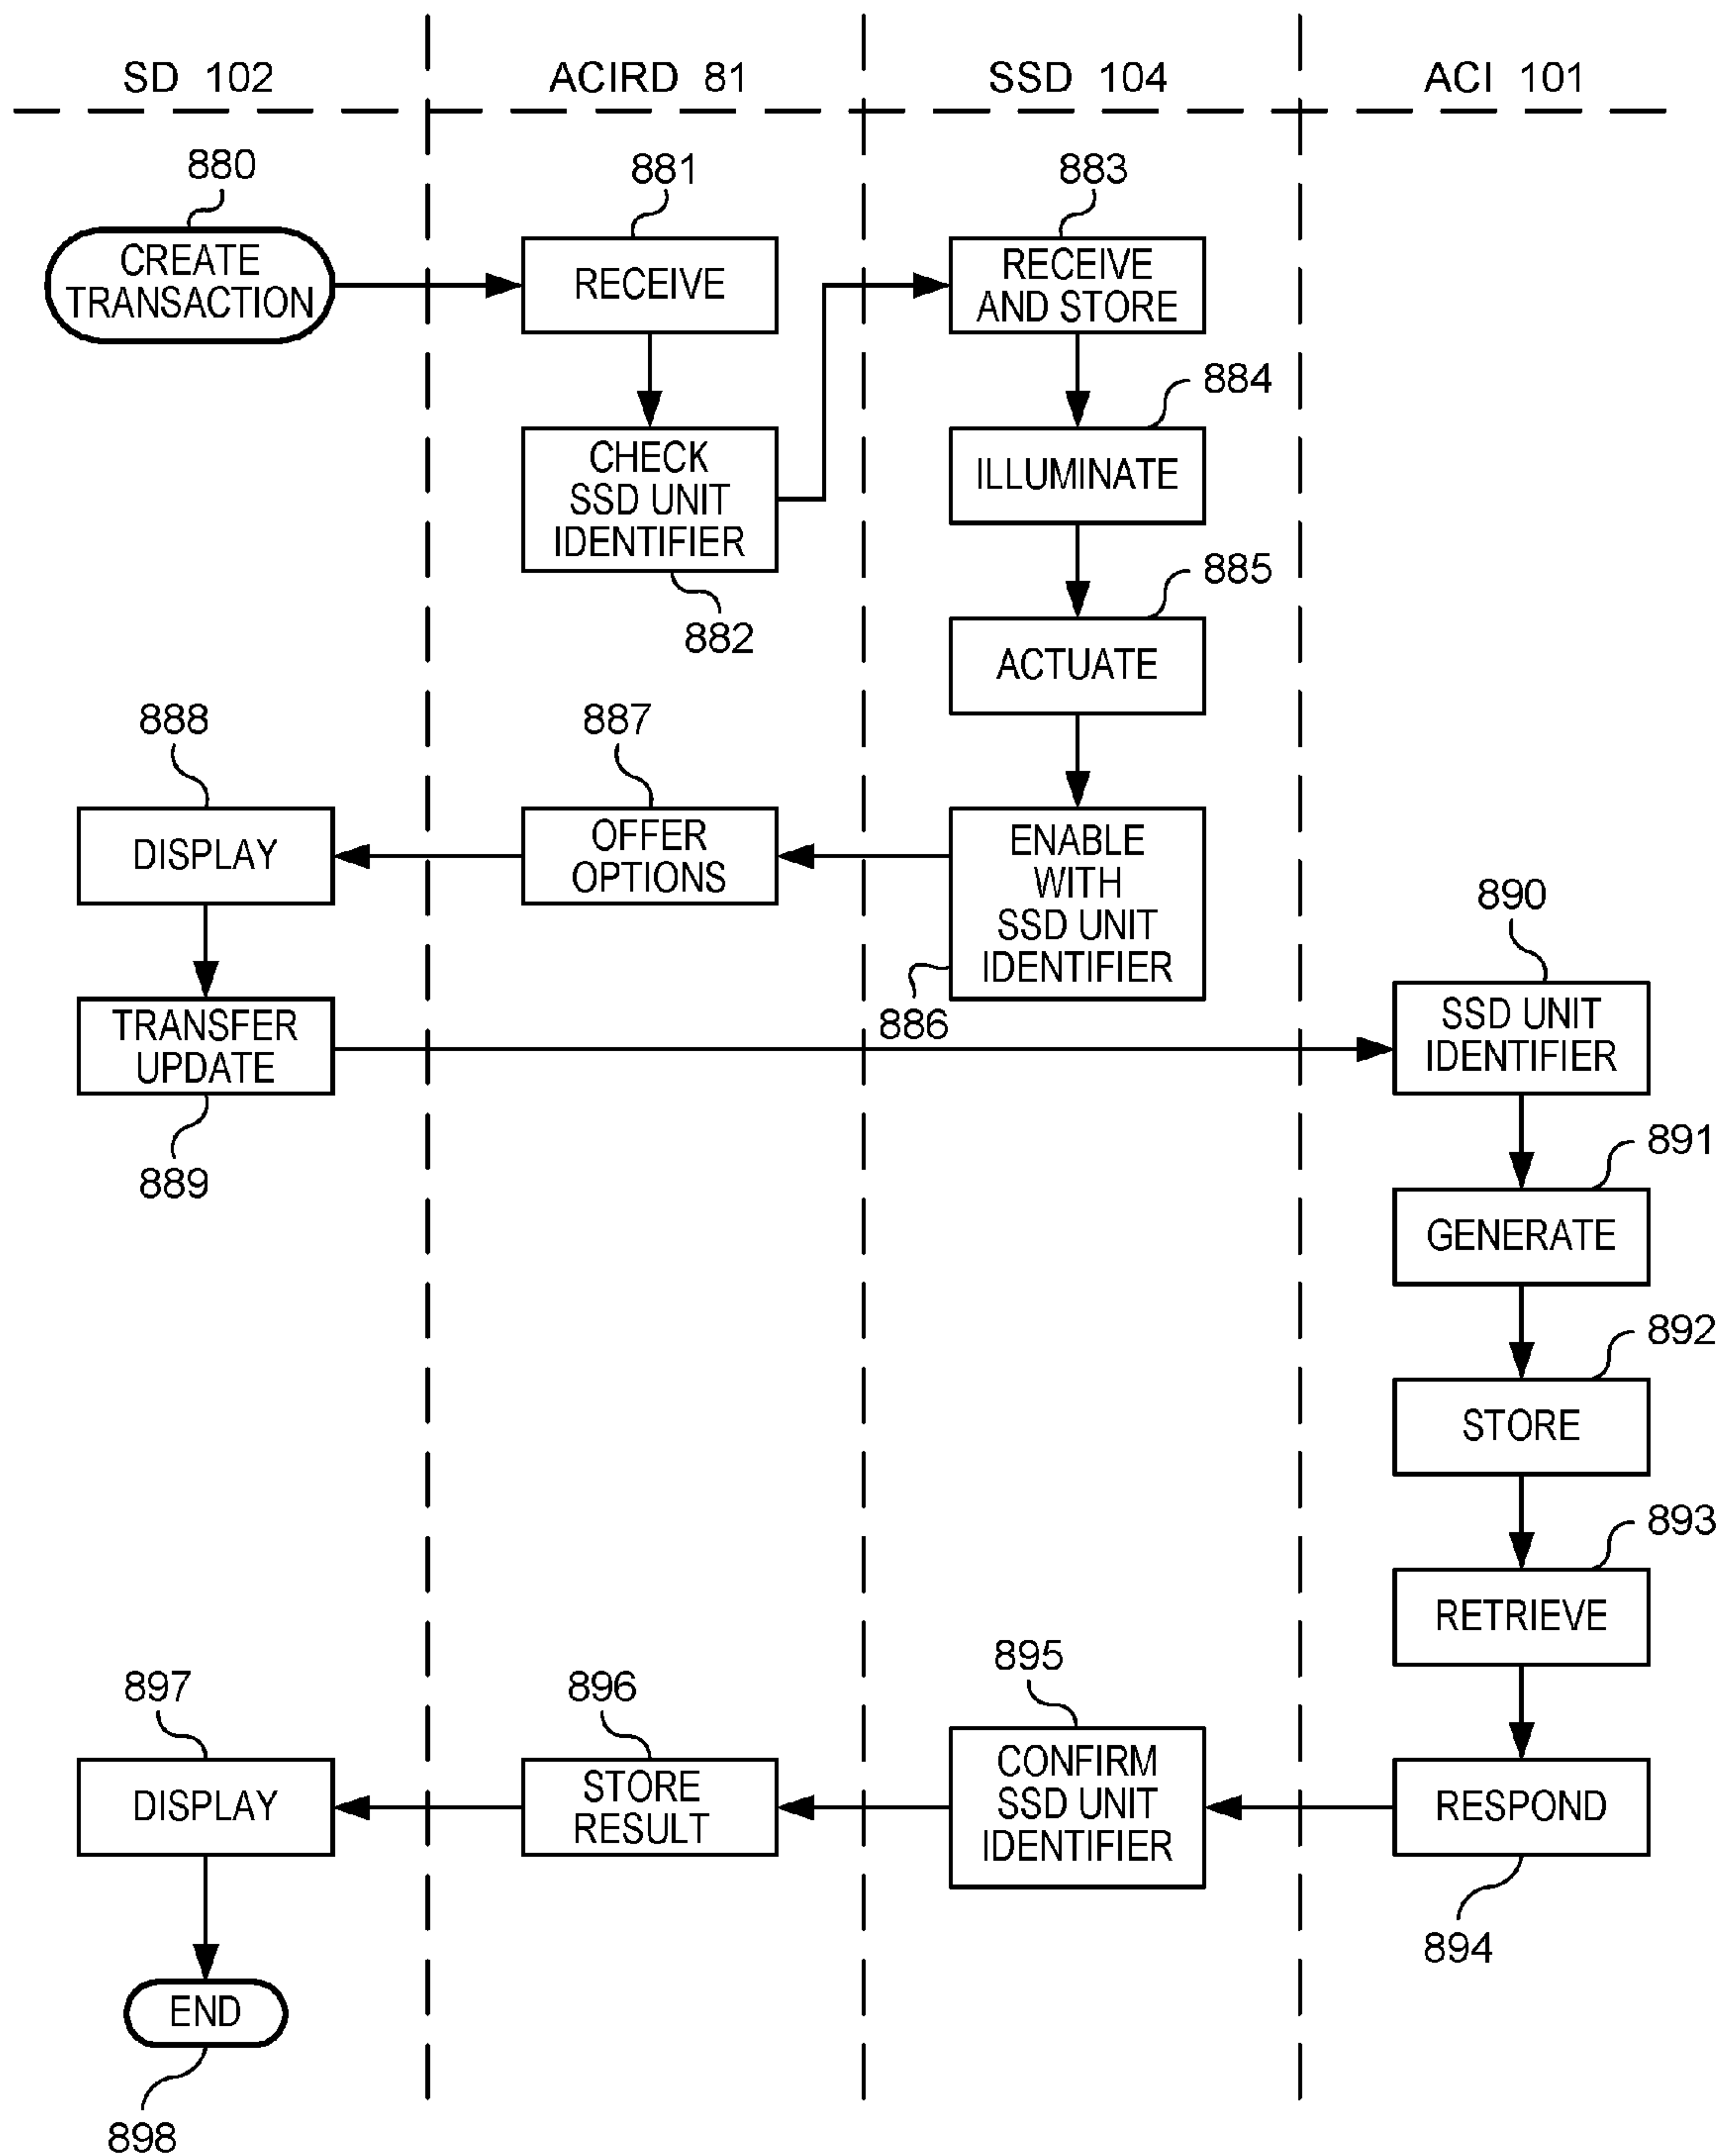 SD 102
ACIRD 81
SSD 104
ACI 101
880
CREATE
TRANSACTION
881
RECEIVE
883
RECEIVE
AND STORE
CHECK
SSD UNIT
IDENTIFIER
882
884
ILLUMINATE
885
ACTUATE
888
DISPLAY
887
OFFER
OPTIONS
ENABLE
WITH
SSD UNIT
IDENTIFIER
886
TRANSFER
UPDATE
889
890
SSD UNIT
IDENTIFIER
891
GENERATE
892
STORE
893
RETRIEVE
897
DISPLAY
896
STORE
RESULT
895
CONFIRM
SSD UNIT
IDENTIFIER
RESPOND
894
END
898